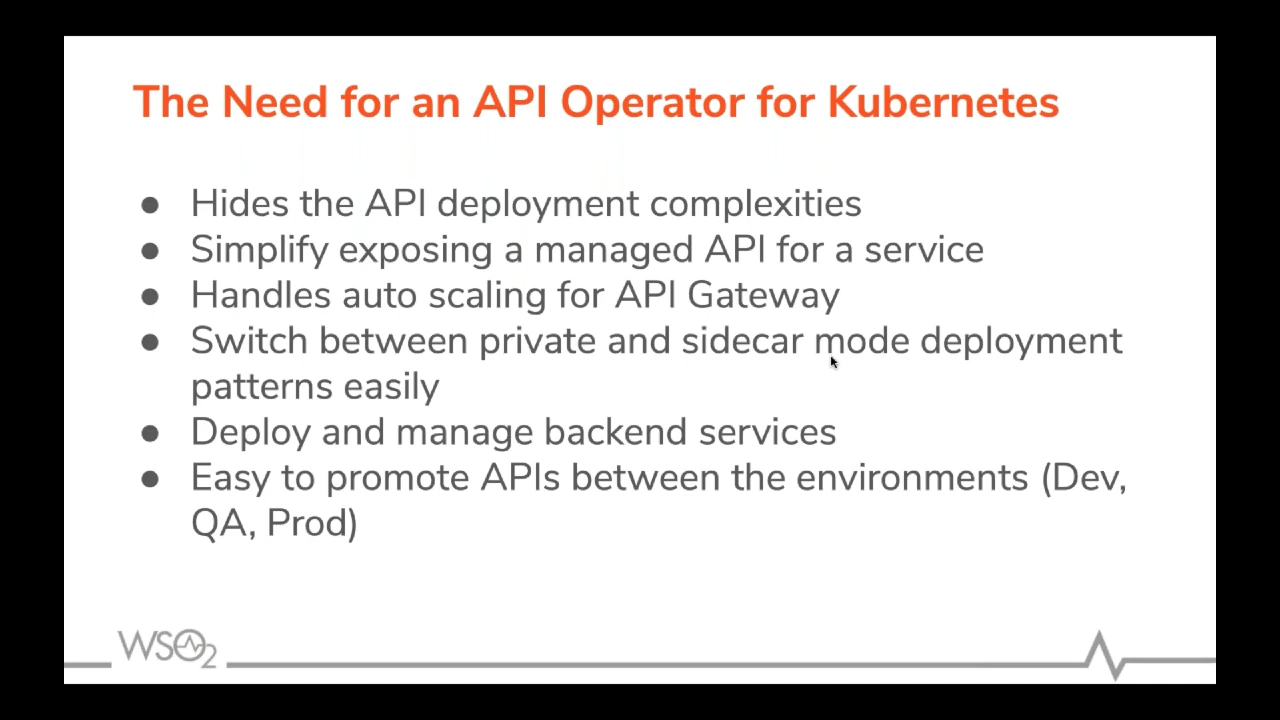 The Need for an API Operator for Kubernetes
● Hides the API deployment complexities
● Simplify exposing a managed API for a service
● Handles auto scaling for API Gateway
● Switch between private and sidecar mode deployment
patterns easily
● Deploy and manage backend services
● Easy to promote APIs between the environments (Dev,
QA, Prod)
WSO2